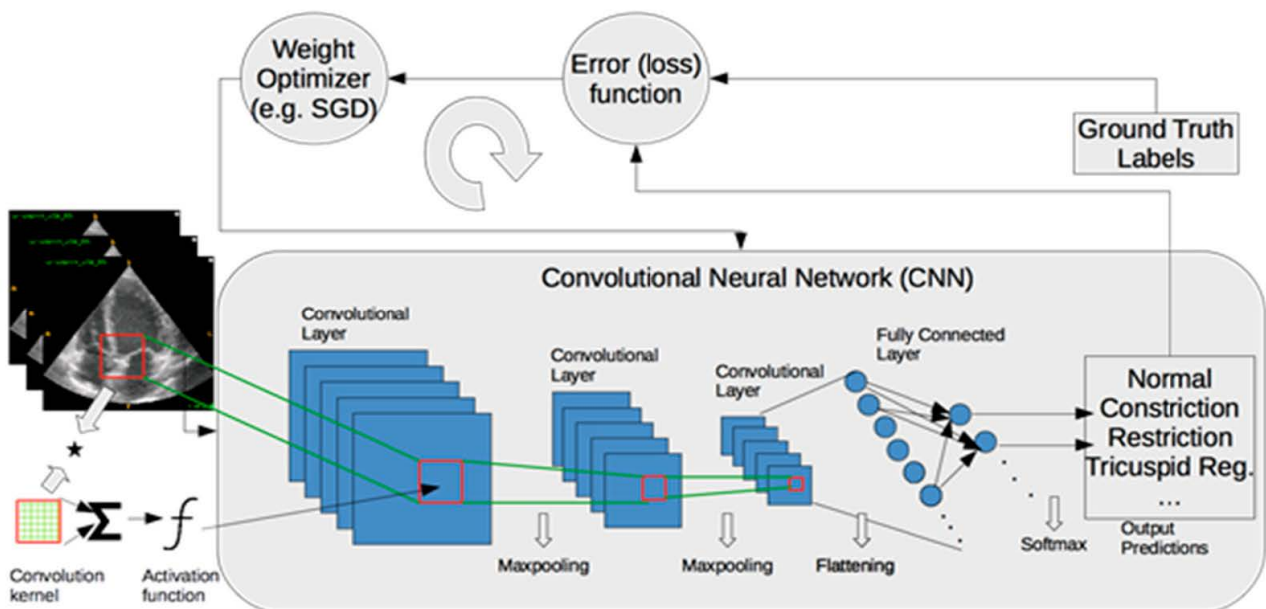 Weight
Optimizer
(e.g. SGD)
Error (loss)
function
Ground Truth
Labels
Convolutional Neural Network (CNN)
Convolutional
Layer
Convolutional
Layer
Convolutional
Layer
Fully Connected
Layer
Normal
Constriction
Restriction
Tricuspid Reg.
...
Output
Predictions
Softmax
Maxpooling
Maxpooling
Flattening
Σ
ƒ
Convolution
kernel
Activation
function